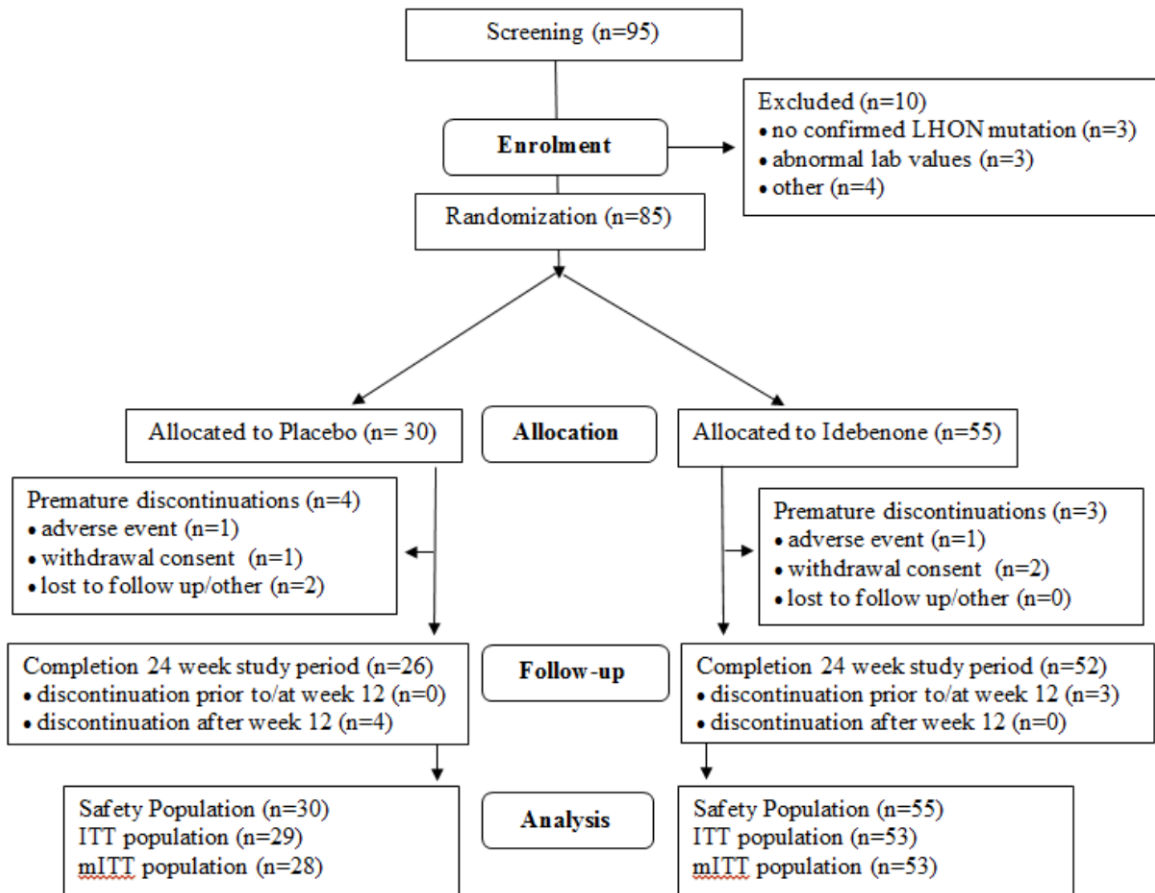 Screening (n=95)
Excluded (n=10)
• no confirmed LHON mutation (n=3)
• abnormal lab values (n=3)
• other (n=4)
Enrolment
Randomization (n=85)
Allocated to Placebo (n= 30)
Allocation
Allocated to Idebenone (n=55)
Premature discontinuations (n=4)
• adverse event (n=1)
• withdrawal consent  (n=1)
• lost to follow up/other (n=2)
Premature discontinuations (n=3)
• adverse event (n=1)
• withdrawal consent  (n=2)
• lost to follow up/other (n=0)
Completion 24 week study period (n=26)
• discontinuation prior to/at week 12 (n=0)
• discontinuation after week 12 (n=4)
Follow-up
Completion 24 week study period (n=52)
• discontinuation prior to/at week 12 (n=3)
• discontinuation after week 12 (n=0)
Safety Population (n=30)
ITT population (n=29)
mITT population (n=28)
Analysis
Safety Population (n=55)
ITT population (n=53)
mITT population (n=53)